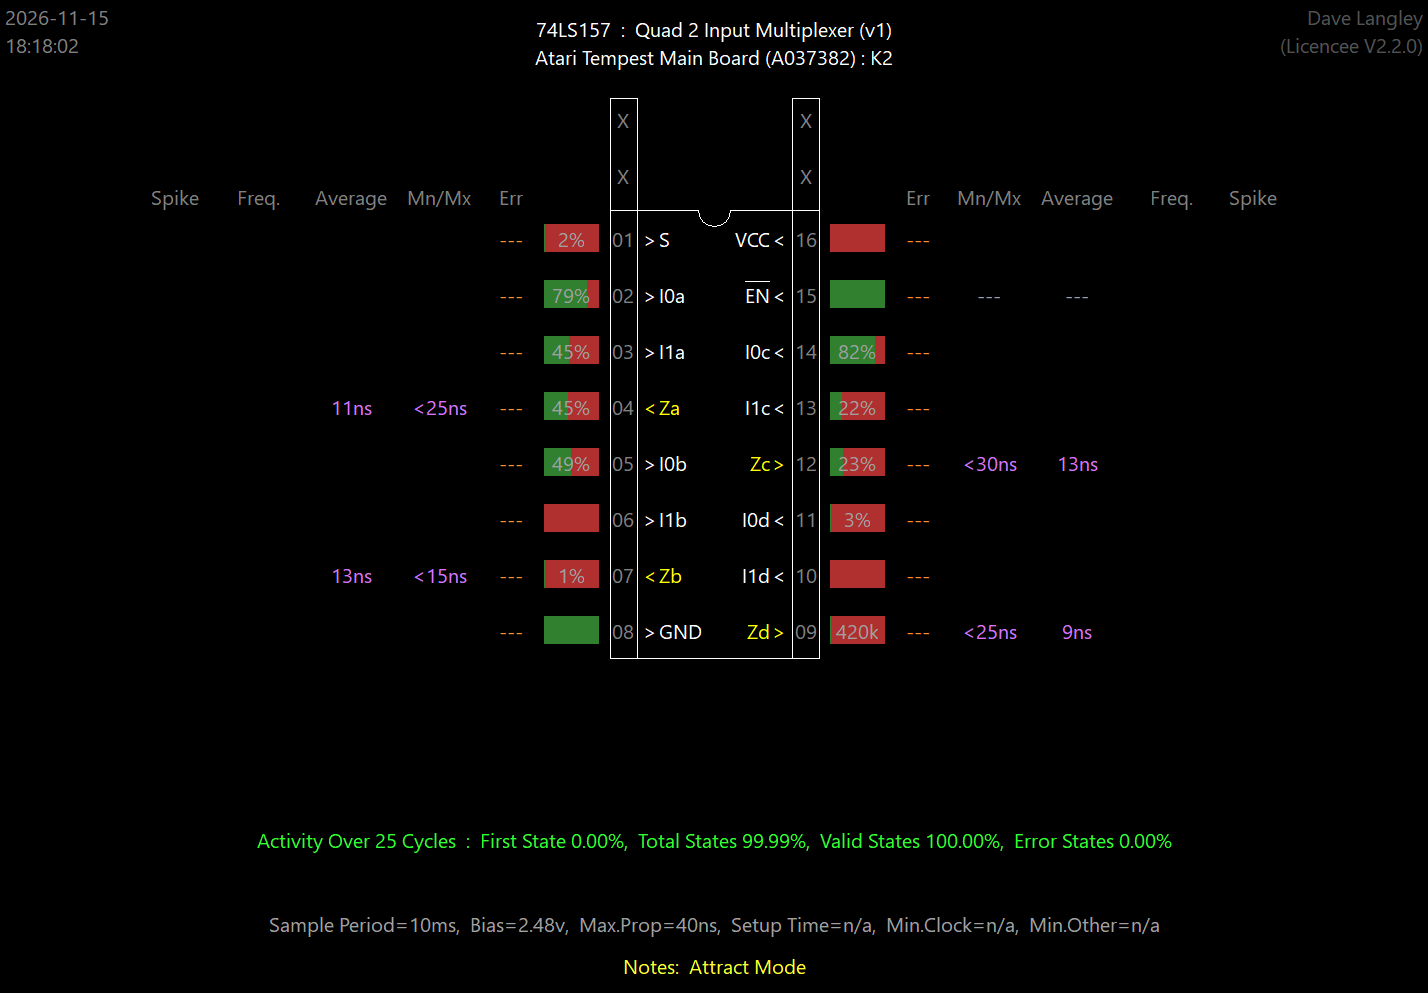 2026-11-15
18:18:02
74LS157 : Quad 2 Input Multiplexer (v1)
Atari Tempest Main Board (A037382) : K2
Dave Langley
(Licencee V2.2.0)
X X
X X
Spike Freq. Average Mn/Mx Err Err Mn/Mx Average Freq. Spike
--- 2% 01 >S VCC< 16 ---
--- 79% 02 >I0a EN< 15 --- --- ---
--- 45% 03 >I1a I0c< 14 82% ---
11ns <25ns --- 45% 04 <Za I1c< 13 22% ---
--- 49% 05 >I0b Zc> 12 23% --- <30ns 13ns
--- 06 >I1b I0d< 11 3% ---
13ns <15ns --- 1% 07 <Zb I1d< 10 ---
--- 08 >GND Zd> 09 420k --- <25ns 9ns
Activity Over 25 Cycles : First State 0.00%, Total States 99.99%, Valid States 100.00%, Error States 0.00%
Sample Period=10ms, Bias=2.48v, Max.Prop=40ns, Setup Time=n/a, Min.Clock=n/a, Min.Other=n/a
Notes: Attract Mode